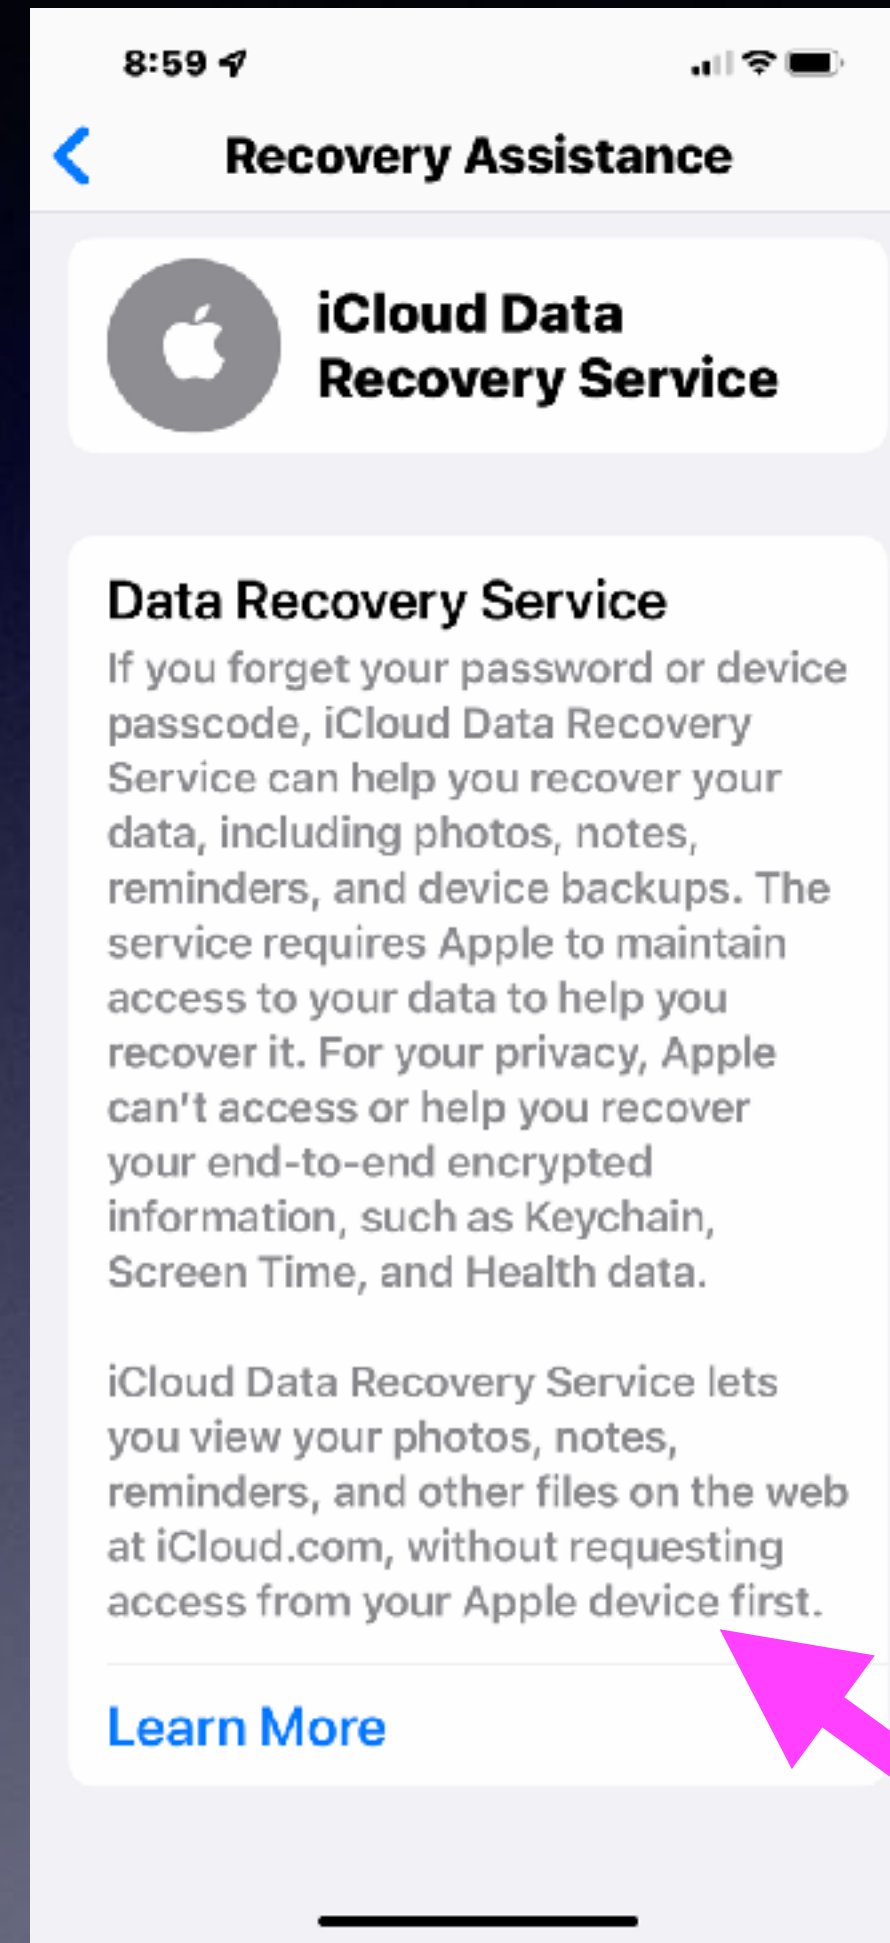 8:59
Recovery Assistance
iCloud Data
Recovery Service
Data Recovery Service
If you forget your password or device
passcode, iCloud Data Recovery
Service can help you recover your
data, including photos, notes,
reminders, and device backups. The
service requires Apple to maintain
access to your data to help you
recover it. For your privacy, Apple
can't access or help you recover
your end-to-end encrypted
information, such as Keychain,
Screen Time, and Health data.
iCloud Data Recovery Service lets
you view your photos, notes,
reminders, and other files on the web
at iCloud.com, without requesting
access from your Apple device first.
Learn More